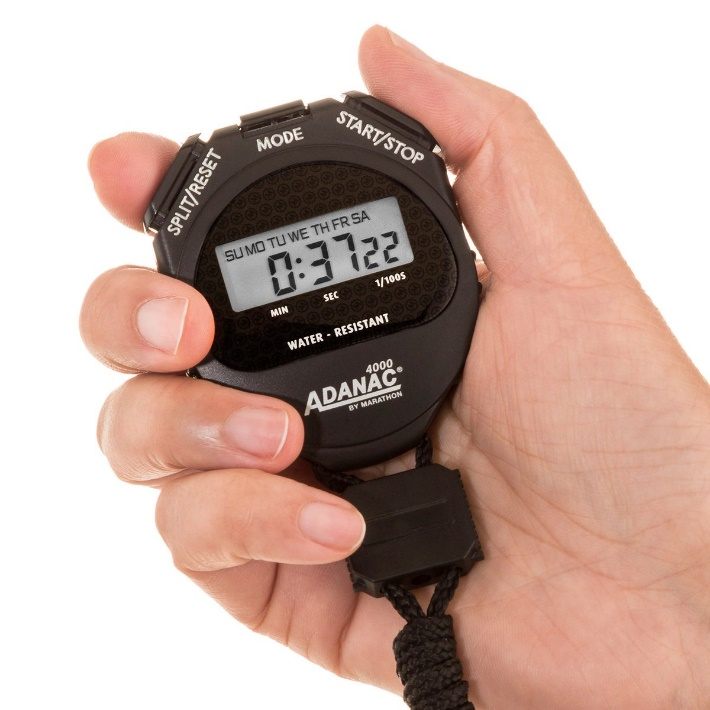 MODE
START/STOP
SPLIT/RESET
SU MO TU WE TH FR SA
0:37 22
MIN SEC 1/100S
WATER - RESISTANT
4000
ADANAC®
BY MARATHON